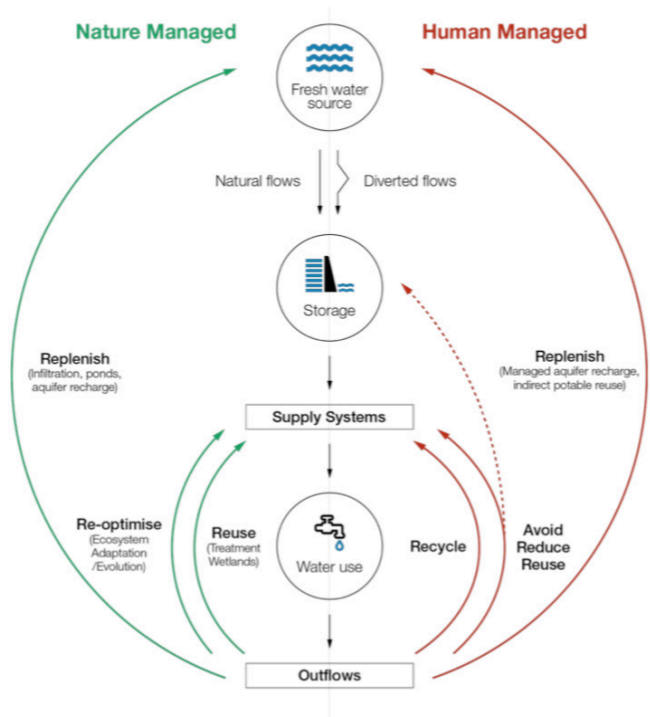 Nature Managed
Human Managed
Fresh water
source
Natural flows
Diverted flows
Storage
Replenish
(Infiltration, ponds,
aquifer recharge)
Replenish
(Managed aquifer recharge,
indirect potable reuse)
Supply Systems
Re-optimise
(Ecosystem
Adaptation
/Evolution)
Reuse
(Treatment
Wetlands)
Water use
Recycle
Avoid
Reduce
Reuse
Outflows